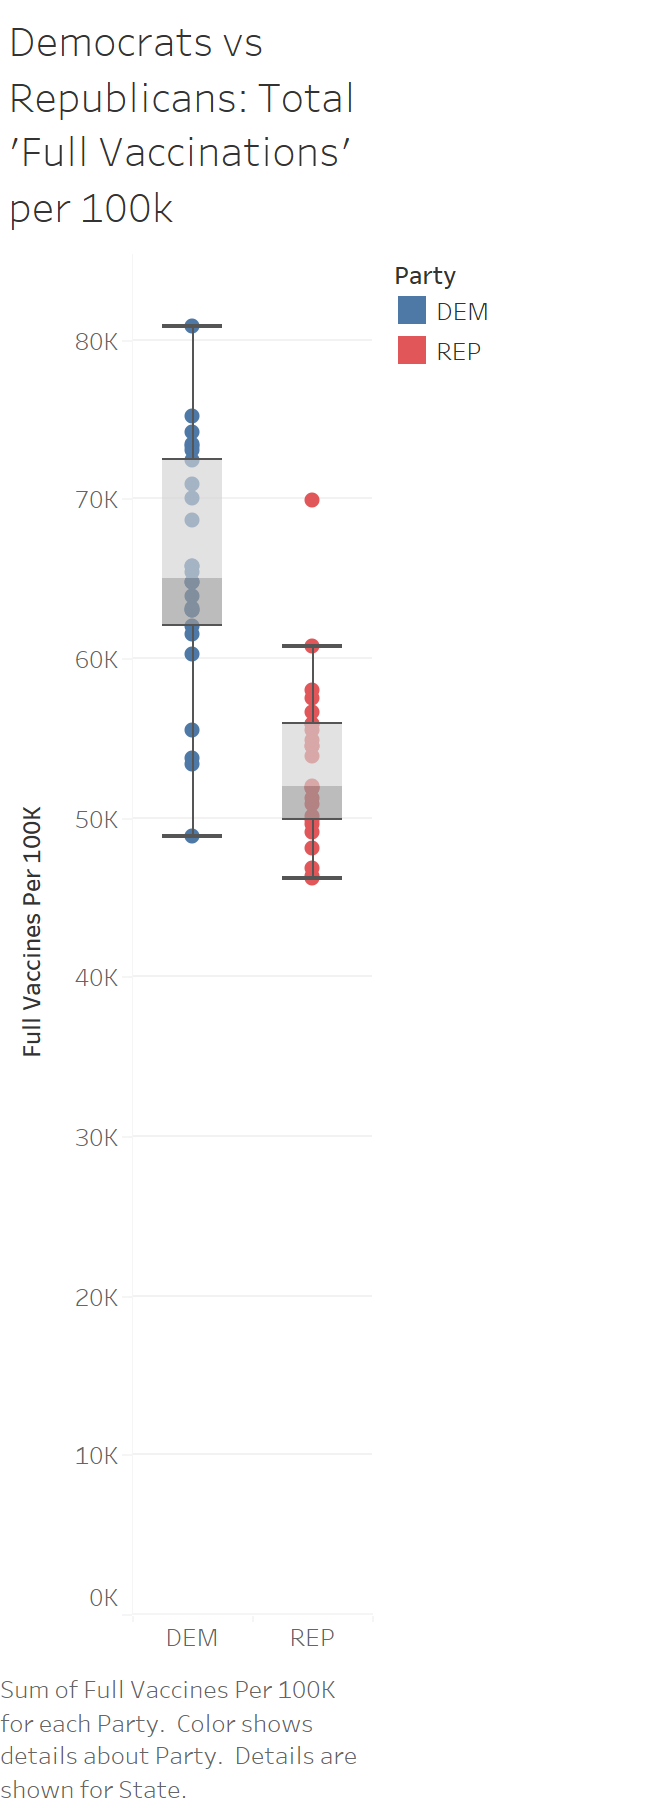 Democrats vs
Republicans: Total
'Full Vaccinations'
per 100k
Party
DEM
REP
80K
70K
60K
50K
40K
30K
20K
10K
0K
Full Vaccines Per 100K
DEM REP
Sum of Full Vaccines Per 100K
for each Party.  Color shows
details about Party.  Details are
shown for State.